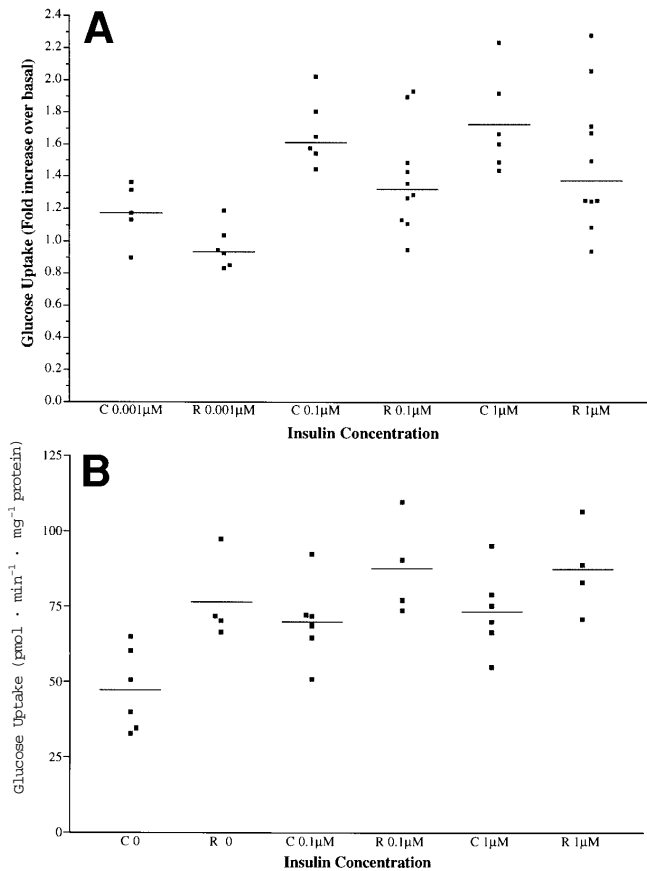 A
Glucose Uptake (Fold increase over basal)
2.4
2.2
2.0
1.8
1.6
1.4
1.2
1.0
0.8
0.6
0.4
0.2
0.0
C 0.001µM R 0.001µM C 0.1µM R 0.1µM C 1µM R 1µM
Insulin Concentration
B
Glucose Uptake (pmol · min⁻¹ · mg⁻¹ protein)
125
100
75
50
25
0
C 0 R 0 C 0.1µM R 0.1µM C 1µM R 1µM
Insulin Concentration